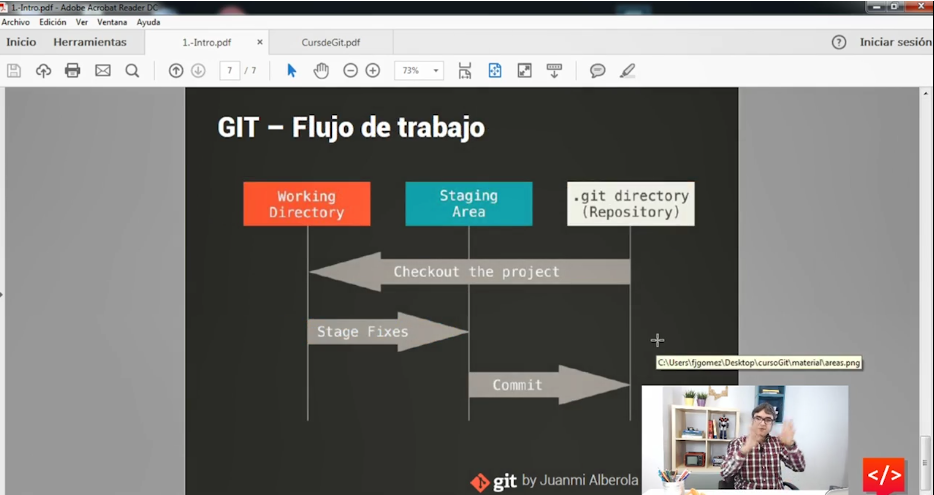 1.-Intro.pdf - Adobe Acrobat Reader DC
Archivo Edición Ver Ventana Ayuda
Inicio Herramientas 1.-Intro.pdf × CursdeGit.pdf ? Iniciar sesión
7 / 7 73%
GIT – Flujo de trabajo
Working
Directory
Staging
Area
.git directory
(Repository)
Checkout the project
Stage Fixes
C:\Users\fjgomez\Desktop\cursoGit\material\areas.png
Commit
git by Juanmi Alberola
</>